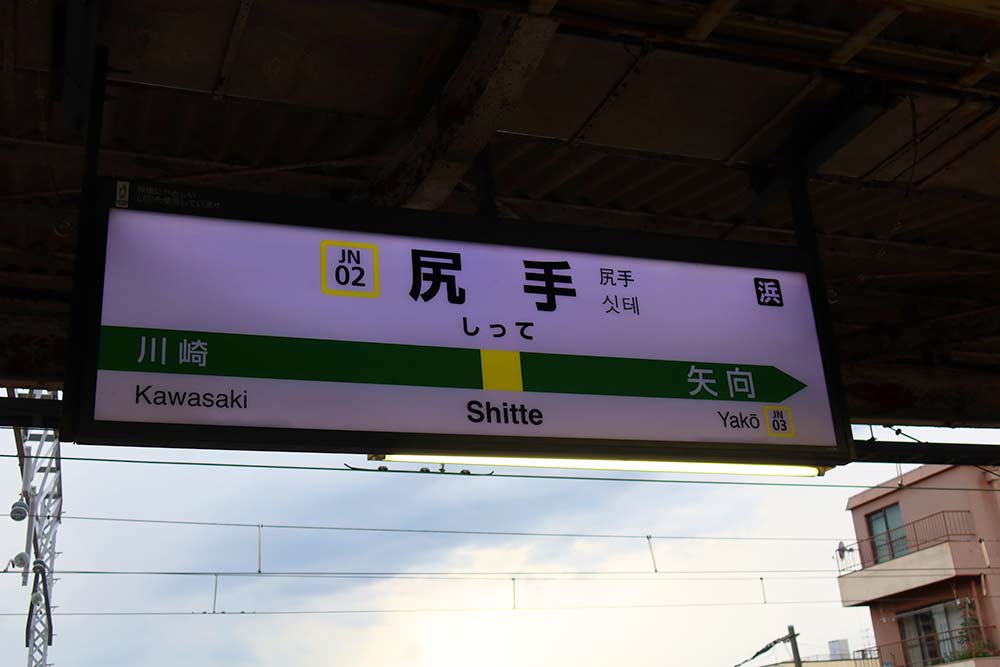 JN
02
尻手
尻手
싯테
浜
しって
川崎
矢向
Kawasaki
Shitte
Yakō
JN
03